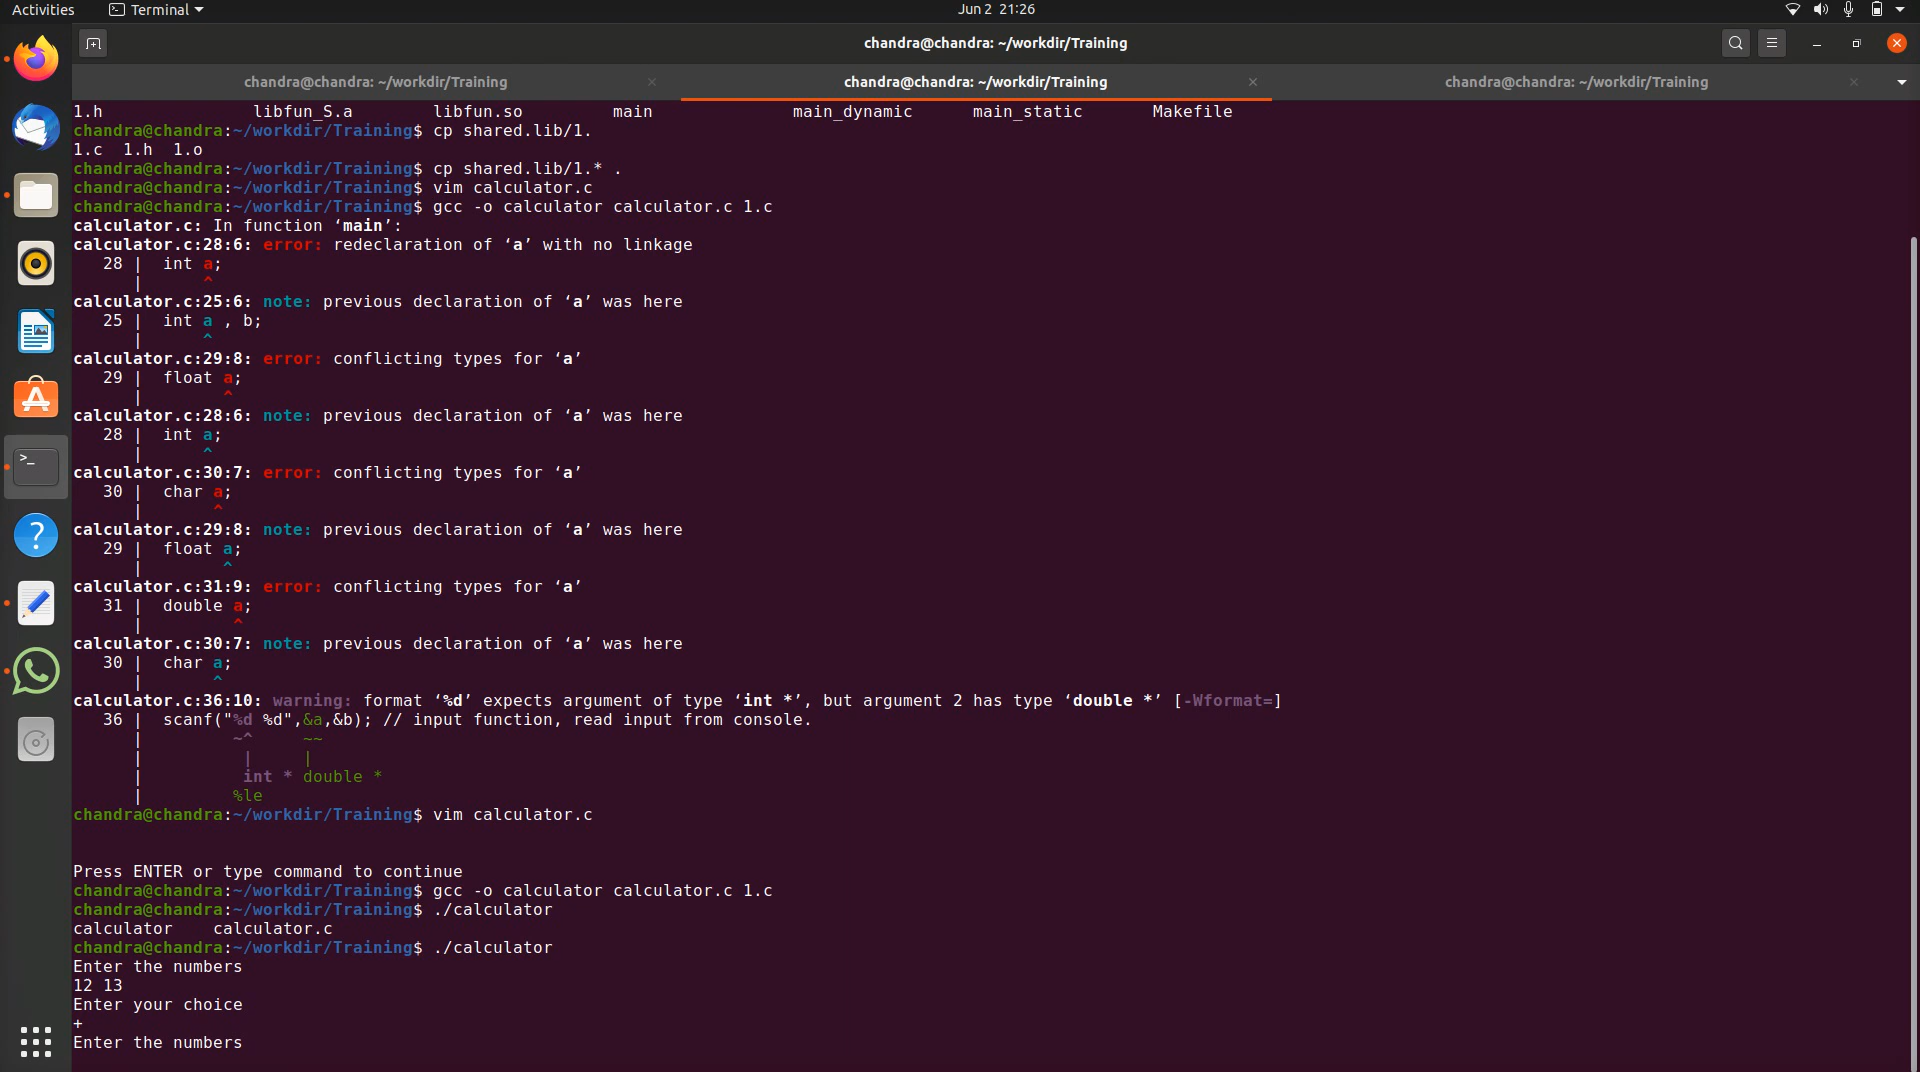 Activities Terminal Jun 2 21:26
chandra@chandra: ~/workdir/Training
chandra@chandra: ~/workdir/Training chandra@chandra: ~/workdir/Training chandra@chandra: ~/workdir/Training
1.h libfun_S.a libfun.so main main_dynamic main_static Makefile
chandra@chandra:~/workdir/Training$ cp shared.lib/1.
1.c 1.h 1.o
chandra@chandra:~/workdir/Training$ cp shared.lib/1.* .
chandra@chandra:~/workdir/Training$ vim calculator.c
chandra@chandra:~/workdir/Training$ gcc -o calculator calculator.c 1.c
calculator.c: In function ‘main’:
calculator.c:28:6: error: redeclaration of ‘a’ with no linkage
28 | int a;
| ^
calculator.c:25:6: note: previous declaration of ‘a’ was here
25 | int a , b;
| ^
calculator.c:29:8: error: conflicting types for ‘a’
29 | float a;
| ^
calculator.c:28:6: note: previous declaration of ‘a’ was here
28 | int a;
| ^
calculator.c:30:7: error: conflicting types for ‘a’
30 | char a;
| ^
calculator.c:29:8: note: previous declaration of ‘a’ was here
29 | float a;
| ^
calculator.c:31:9: error: conflicting types for ‘a’
31 | double a;
| ^
calculator.c:30:7: note: previous declaration of ‘a’ was here
30 | char a;
| ^
calculator.c:36:10: warning: format ‘%d’ expects argument of type ‘int *’, but argument 2 has type ‘double *’ [-Wformat=]
36 | scanf("%d %d",&a,&b); // input function, read input from console.
| ~^ ~~
| | |
| int * double *
| %le
chandra@chandra:~/workdir/Training$ vim calculator.c
Press ENTER or type command to continue
chandra@chandra:~/workdir/Training$ gcc -o calculator calculator.c 1.c
chandra@chandra:~/workdir/Training$ ./calculator
calculator calculator.c
chandra@chandra:~/workdir/Training$ ./calculator
Enter the numbers
12 13
Enter your choice
+
Enter the numbers